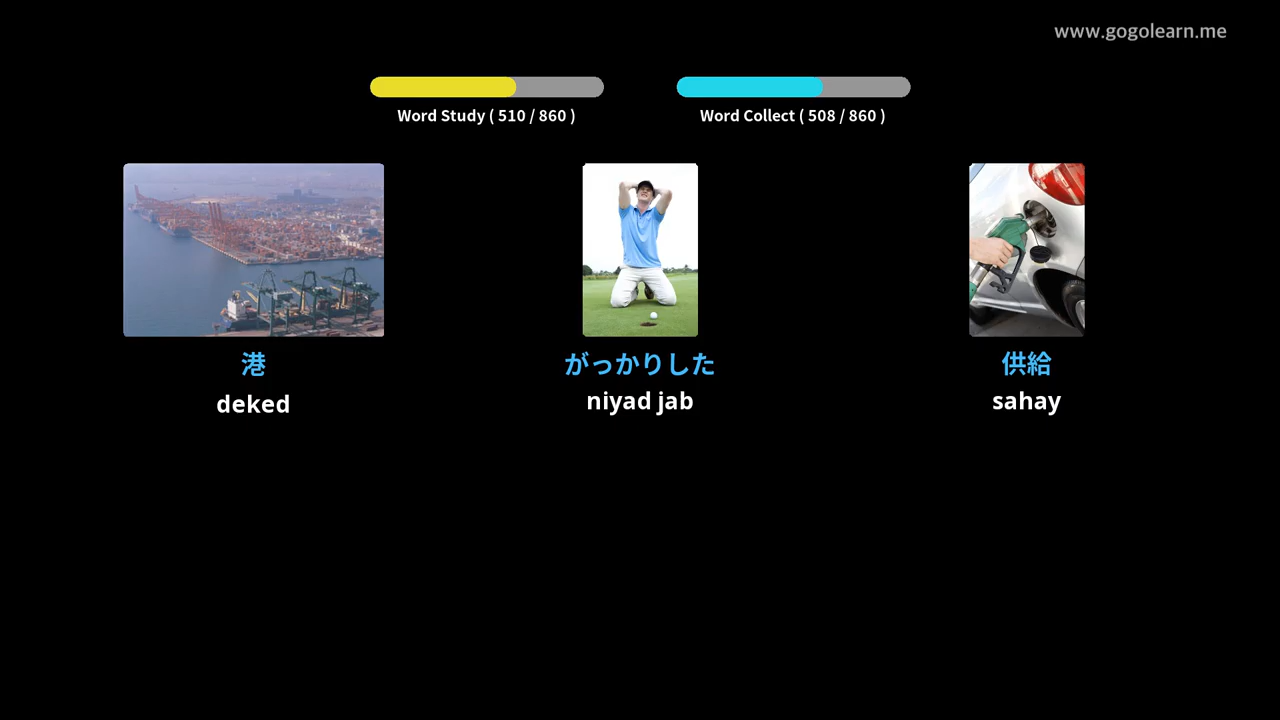 www.gogolearn.me
Word Study ( 510 / 860 )
Word Collect ( 508 / 860 )
港
deked
がっかりした
niyad jab
供給
sahay